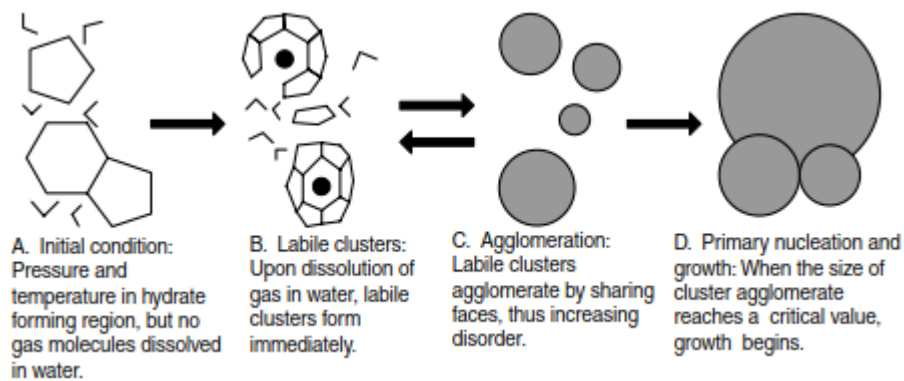 A. Initial condition:
Pressure and
temperature in hydrate
forming region, but no
gas molecules dissolved
in water.
B. Labile clusters:
Upon dissolution of
gas in water, labile
clusters form
immediately.
C. Agglomeration:
Labile clusters
agglomerate by sharing
faces, thus increasing
disorder.
D. Primary nucleation and
growth: When the size of
cluster agglomerate
reaches a critical value,
growth begins.